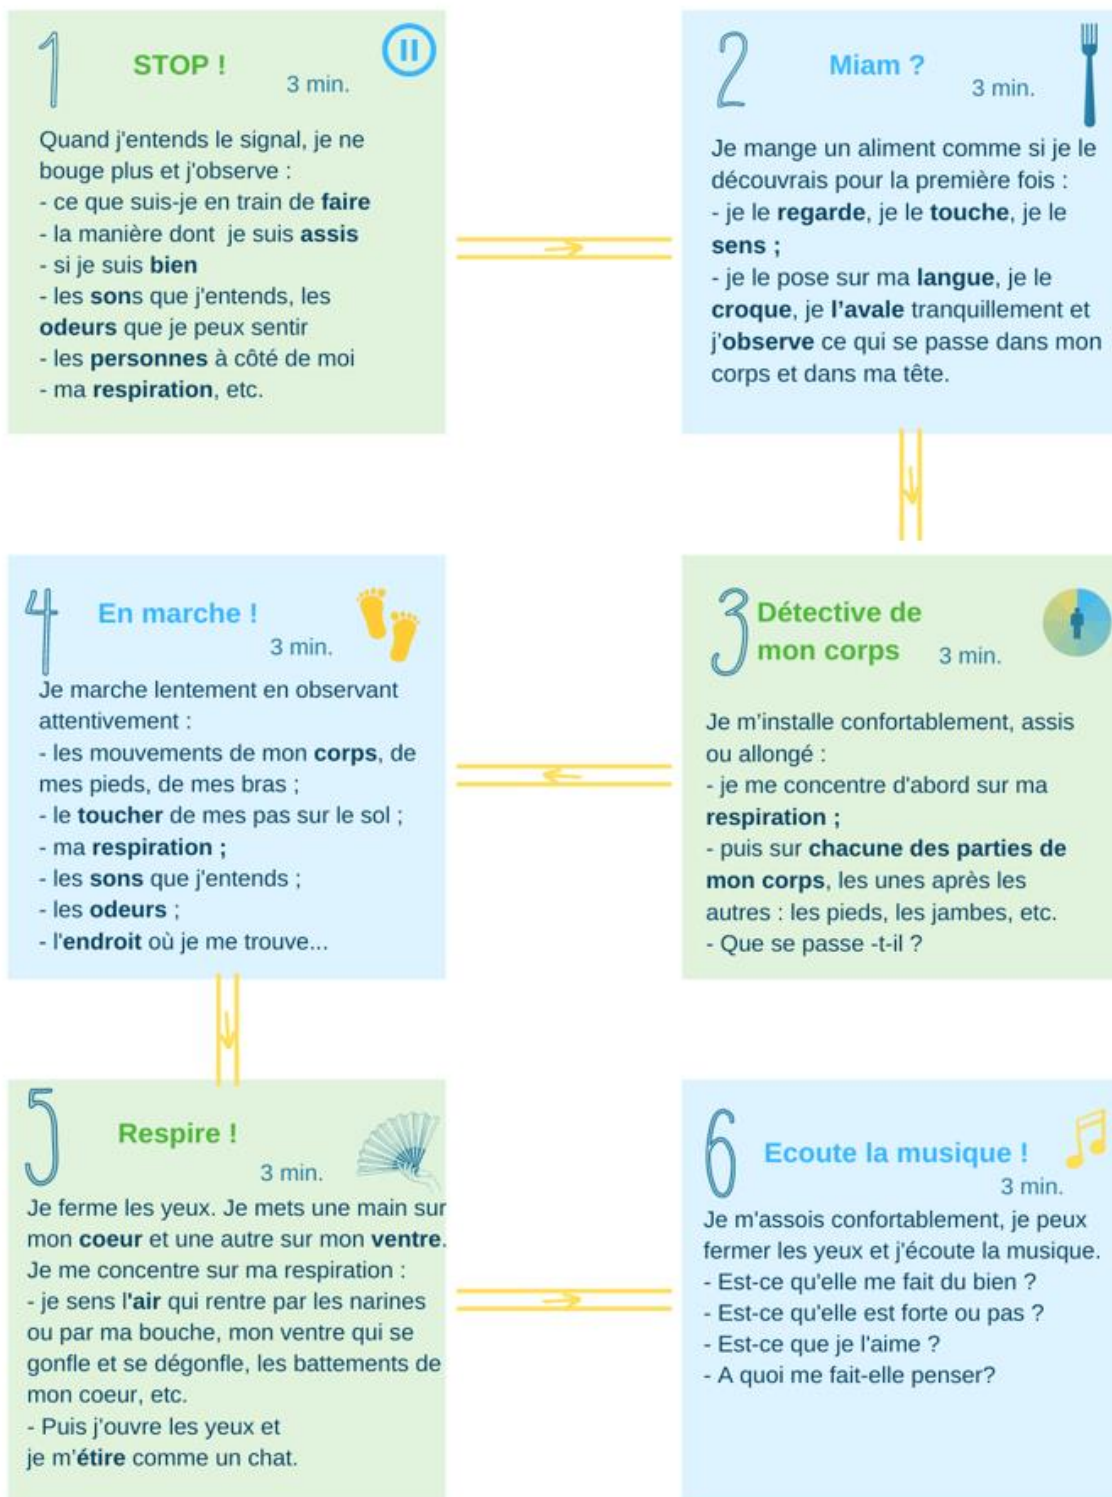 1
STOP !
3 min.
Quand j'entends le signal, je ne
bouge plus et j'observe :
- ce que suis-je en train de faire
- la manière dont je suis assis
- si je suis bien
- les sons que j'entends, les
odeurs que je peux sentir
- les personnes à côté de moi
- ma respiration, etc.
2
Miam ?
3 min.
Je mange un aliment comme si je le
découvrais pour la première fois :
- je le regarde, je le touche, je le
sens ;
- je le pose sur ma langue, je le
croque, je l’avale tranquillement et
j'observe ce qui se passe dans mon
corps et dans ma tête.
3
Détective de
mon corps
3 min.
Je m’installe confortablement, assis
ou allongé :
- je me concentre d'abord sur ma
respiration ;
- puis sur chacune des parties de
mon corps, les unes après les
autres : les pieds, les jambes, etc.
- Que se passe -t-il ?
4
En marche !
3 min.
Je marche lentement en observant
attentivement :
- les mouvements de mon corps, de
mes pieds, de mes bras ;
- le toucher de mes pas sur le sol ;
- ma respiration ;
- les sons que j'entends ;
- les odeurs ;
- l'endroit où je me trouve...
5
Respire !
3 min.
Je ferme les yeux. Je mets une main sur
mon coeur et une autre sur mon ventre.
Je me concentre sur ma respiration :
- je sens l'air qui rentre par les narines
ou par ma bouche, mon ventre qui se
gonfle et se dégonfle, les battements de
mon coeur, etc.
- Puis j’ouvre les yeux et
je m’étire comme un chat.
6
Ecoute la musique !
3 min.
Je m'assois confortablement, je peux
fermer les yeux et j'écoute la musique.
- Est-ce qu'elle me fait du bien ?
- Est-ce qu'elle est forte ou pas ?
- Est-ce que je l'aime ?
- A quoi me fait-elle penser?